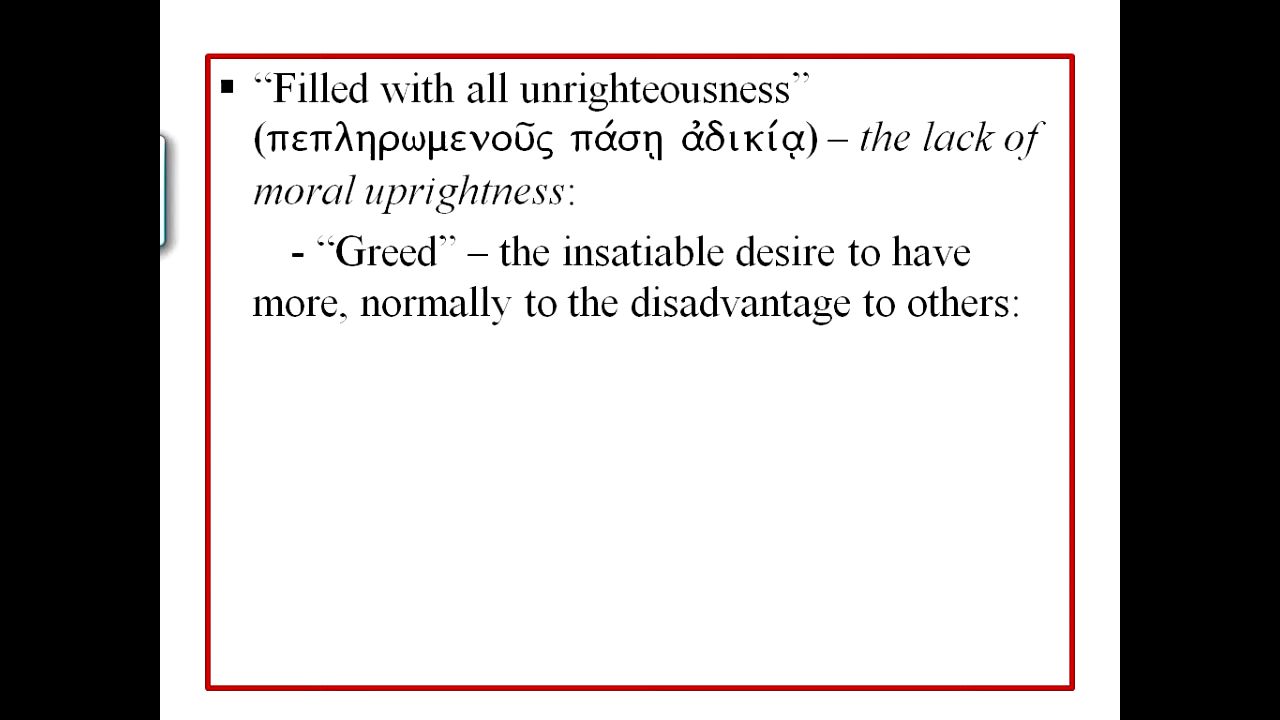 ▪ “Filled with all unrighteousness”
(πεπληρωμενοῦς πάσῃ ἀδικίᾳ) – the lack of
moral uprightness:
- “Greed” – the insatiable desire to have
more, normally to the disadvantage to others: